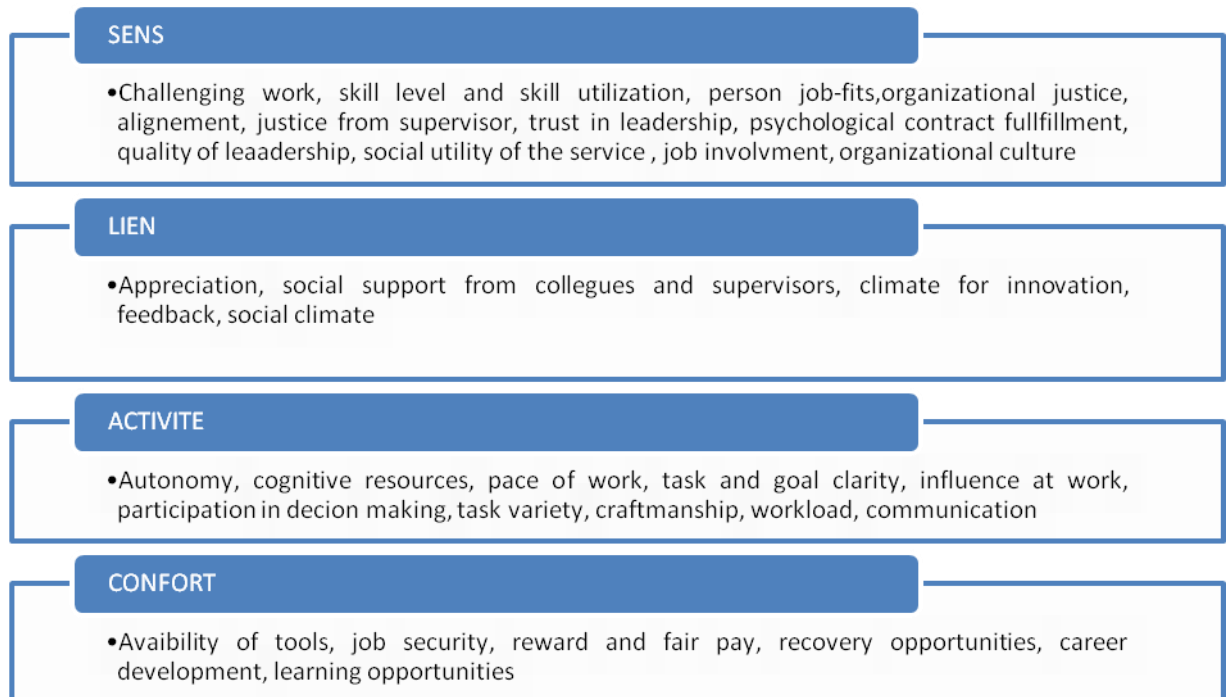 SENS
•Challenging work, skill level and skill utilization, person job-fits,organizational justice,
alignement, justice from supervisor, trust in leadership, psychological contract fullfillment,
quality of leaadership, social utility of the service , job involvment, organizational culture
LIEN
•Appreciation, social support from collegues and supervisors, climate for innovation,
feedback, social climate
ACTIVITE
•Autonomy, cognitive resources, pace of work, task and goal clarity, influence at work,
participation in decion making, task variety, craftmanship, workload, communication
CONFORT
•Avaibility of tools, job security, reward and fair pay, recovery opportunities, career
development, learning opportunities